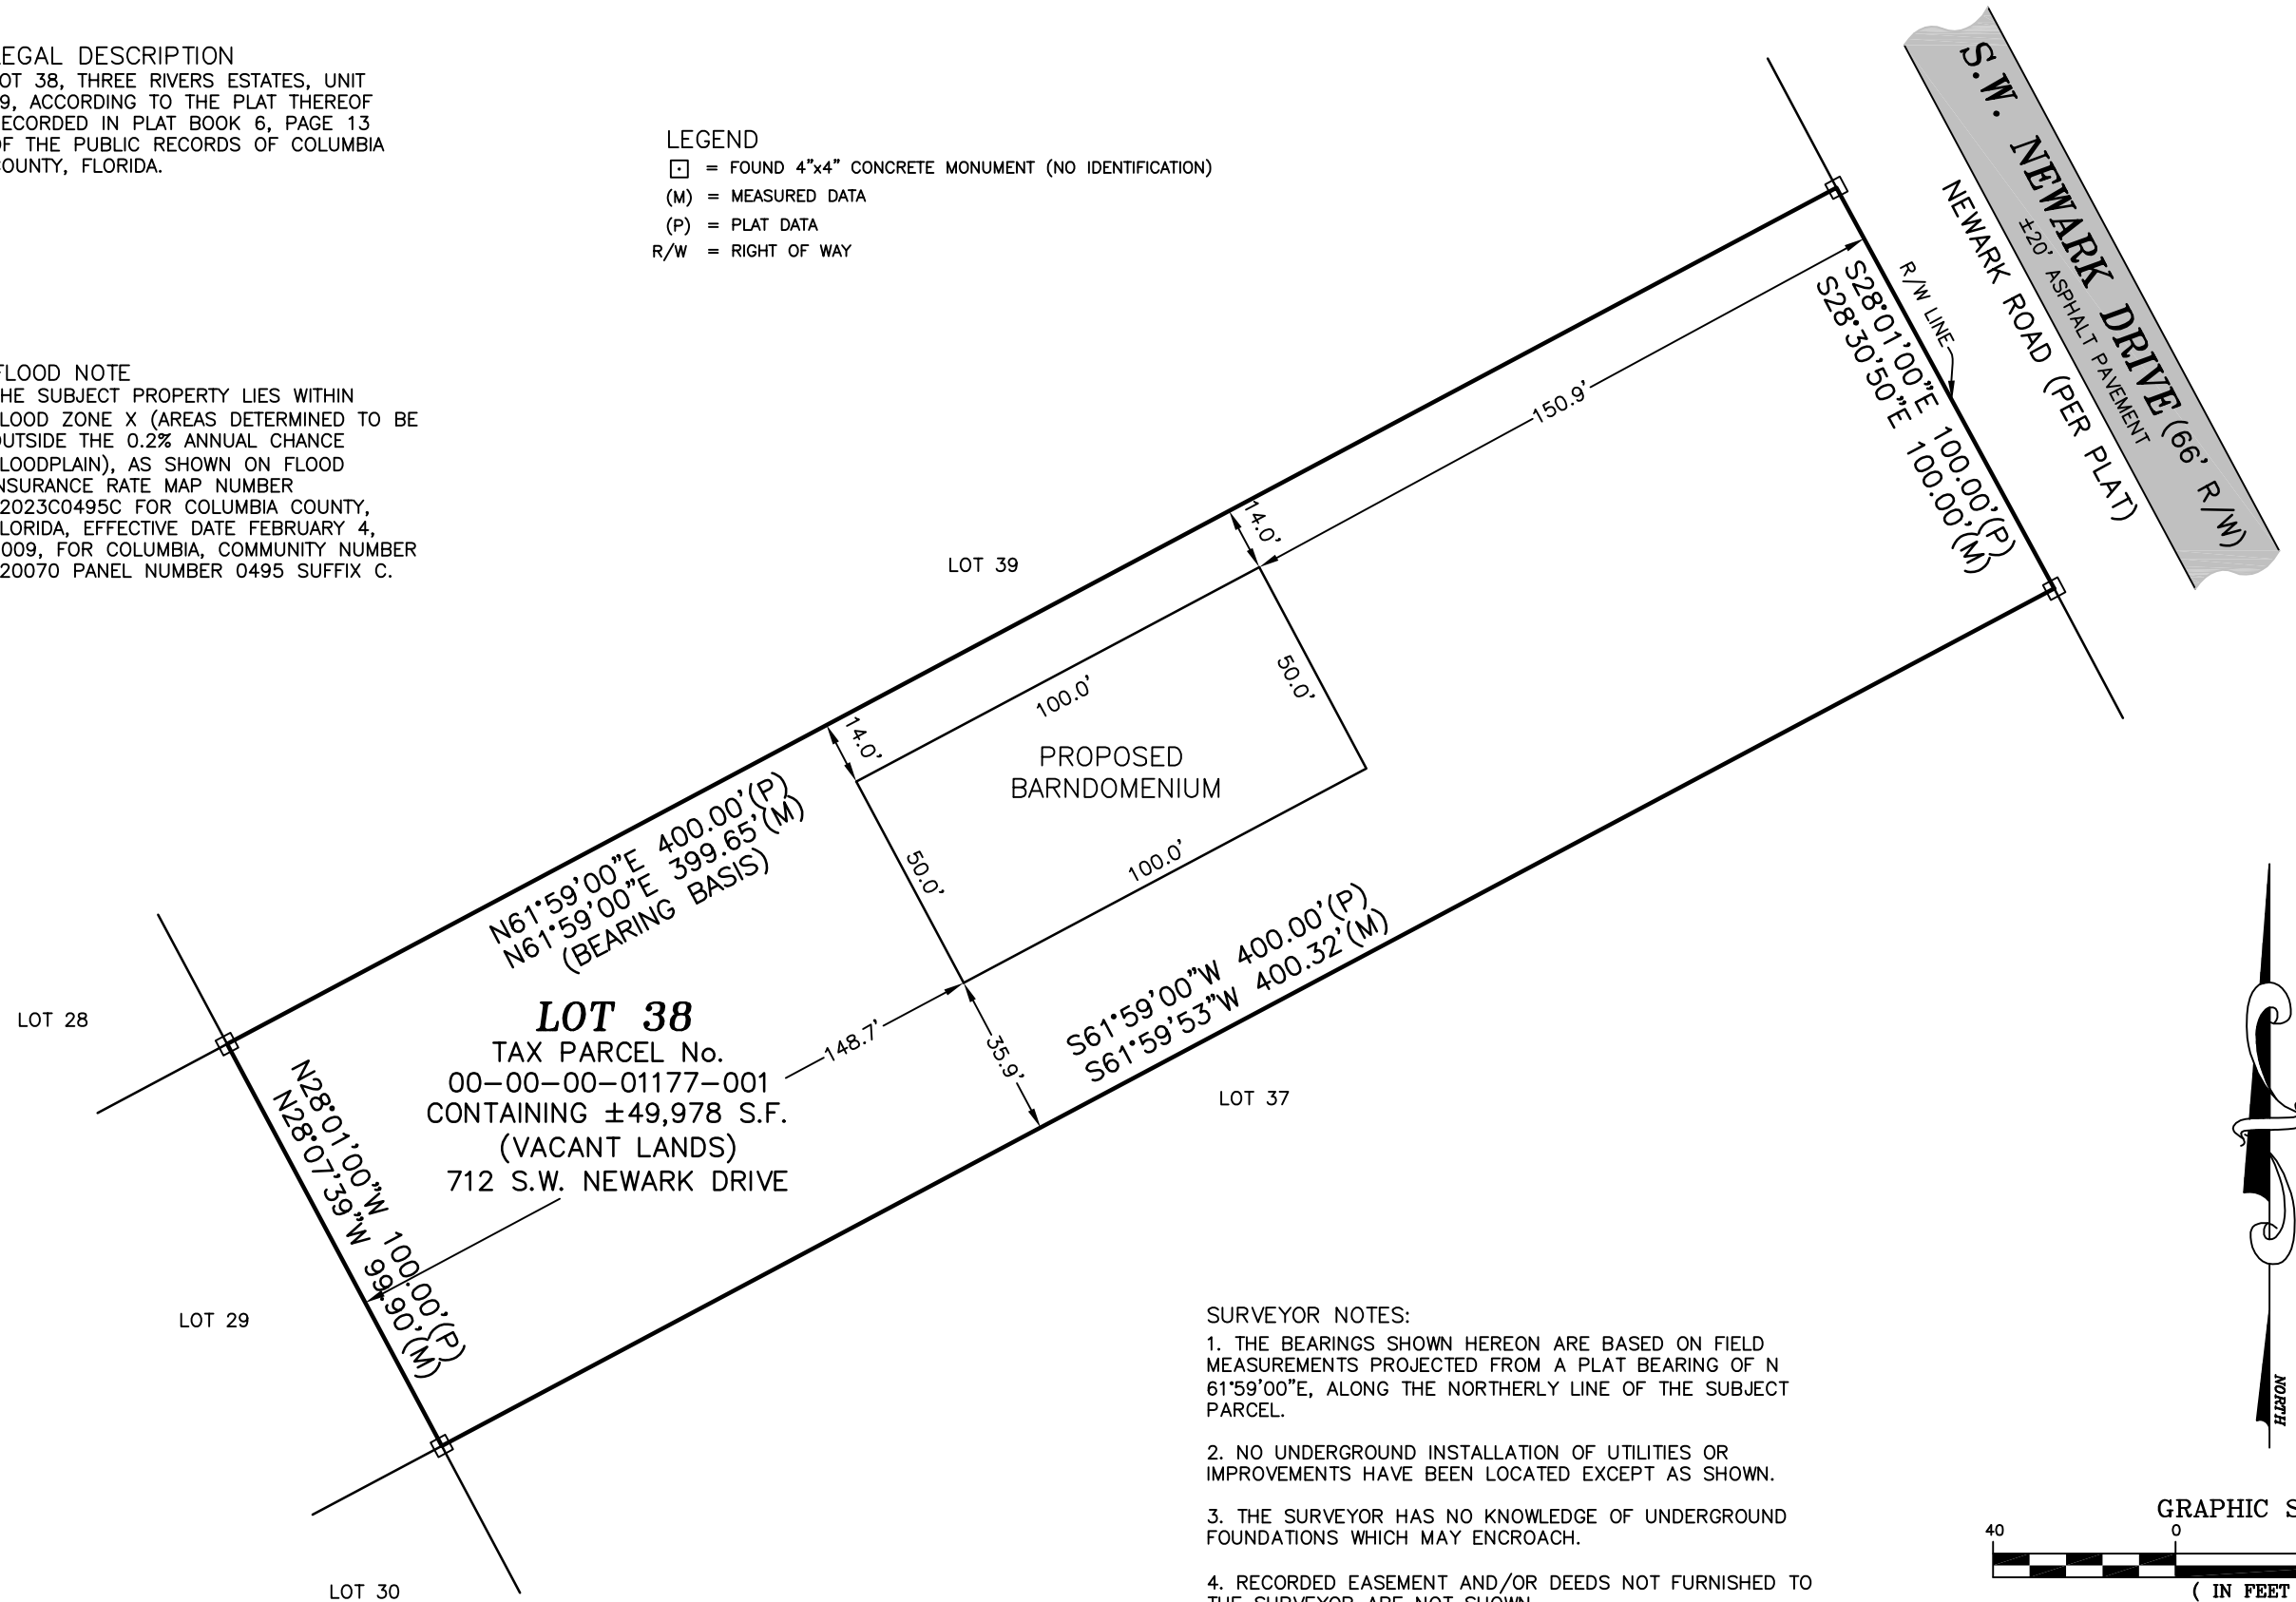 EGAL DESCRIPTION
OT 38, THREE RIVERS ESTATES, UNIT
9, ACCORDING TO THE PLAT THEREOF
ECORDED IN PLAT BOOK 6, PAGE 13
OF THE PUBLIC RECORDS OF COLUMBIA
OUNTY, FLORIDA.
LEGEND
= FOUND 4"x4" CONCRETE MONUMENT (NO IDENTIFICATION)
(M) = MEASURED DATA
(P) = PLAT DATA
R/W = RIGHT OF WAY
FLOOD NOTE
HE SUBJECT PROPERTY LIES WITHIN
LOOD ZONE X (AREAS DETERMINED TO BE
OUTSIDE THE 0.2% ANNUAL CHANCE
LOODPLAIN), AS SHOWN ON FLOOD
NSURANCE RATE MAP NUMBER
2023C0495C FOR COLUMBIA COUNTY,
LORIDA, EFFECTIVE DATE FEBRUARY 4,
009, FOR COLUMBIA, COMMUNITY NUMBER
20070 PANEL NUMBER 0495 SUFFIX C.
S.W. NEWARK DRIVE (66' R/W)
±20' ASPHALT PAVEMENT
NEWARK ROAD (PER PLAT)
R/W LINE
S28°01'00"E 100.00'(P)
S28°30'50"E 100.00'(M)
150.9'
14.0'
LOT 39
50.0'
100.0'
14.0'
PROPOSED
BARNDOMENIUM
50.0'
100.0'
N61°59'00"E 400.00'(P)
N61°59'00"E 399.65'(M)
(BEARING BASIS)
S61°59'00"W 400.00'(P)
S61°59'53"W 400.32'(M)
LOT 28
LOT 38
TAX PARCEL No.
00-00-00-01177-001
CONTAINING ±49,978 S.F.
(VACANT LANDS)
712 S.W. NEWARK DRIVE
148.7'
35.9'
LOT 37
N28°01'00"W 100.00'(P)
N28°07'39"W 99.90'(M)
LOT 29
LOT 30
SURVEYOR NOTES:
1. THE BEARINGS SHOWN HEREON ARE BASED ON FIELD
MEASUREMENTS PROJECTED FROM A PLAT BEARING OF N
61°59'00"E, ALONG THE NORTHERLY LINE OF THE SUBJECT
PARCEL.
2. NO UNDERGROUND INSTALLATION OF UTILITIES OR
IMPROVEMENTS HAVE BEEN LOCATED EXCEPT AS SHOWN.
3. THE SURVEYOR HAS NO KNOWLEDGE OF UNDERGROUND
FOUNDATIONS WHICH MAY ENCROACH.
4. RECORDED EASEMENT AND/OR DEEDS NOT FURNISHED TO
THE SURVEYOR ARE NOT SHOWN
NORTH
GRAPHIC S
40 0
( IN FEET